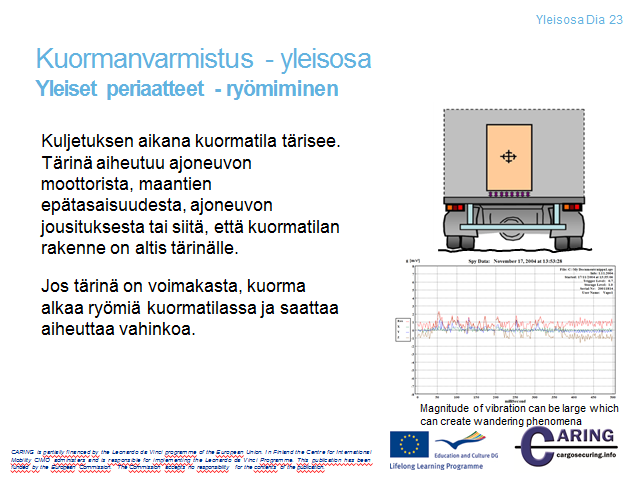 Yleisosa Dia 23
Kuormanvarmistus - yleisosa
Yleiset periaatteet - ryömiminen
Kuljetuksen aikana kuormatila tärisee.
Tärinä aiheutuu ajoneuvon
moottorista, maantien
epätasaisuudesta, ajoneuvon
jousituksesta tai siitä, että kuormatilan
rakenne on altis tärinälle.
Jos tärinä on voimakasta, kuorma
alkaa ryömiä kuormatilassa ja saattaa
aiheuttaa vahinkoa.
Spy Data: November 17, 2004 at 13:53:28
millisecond
Magnitude of vibration can be large which
can create wandering phenomena
CARING is partially financed by the Leonardo da Vinci programme of the European Union. In Finland the Centre for International
Mobility CIMO administers and is responsible for implementing the Leonardo da Vinci Programme. This publication has been
funded by the European Commission. The Commission accepts no responsibility for the contents of the publication.
Education and Culture DG
Lifelong Learning Programme
CARING
cargosecuring.info